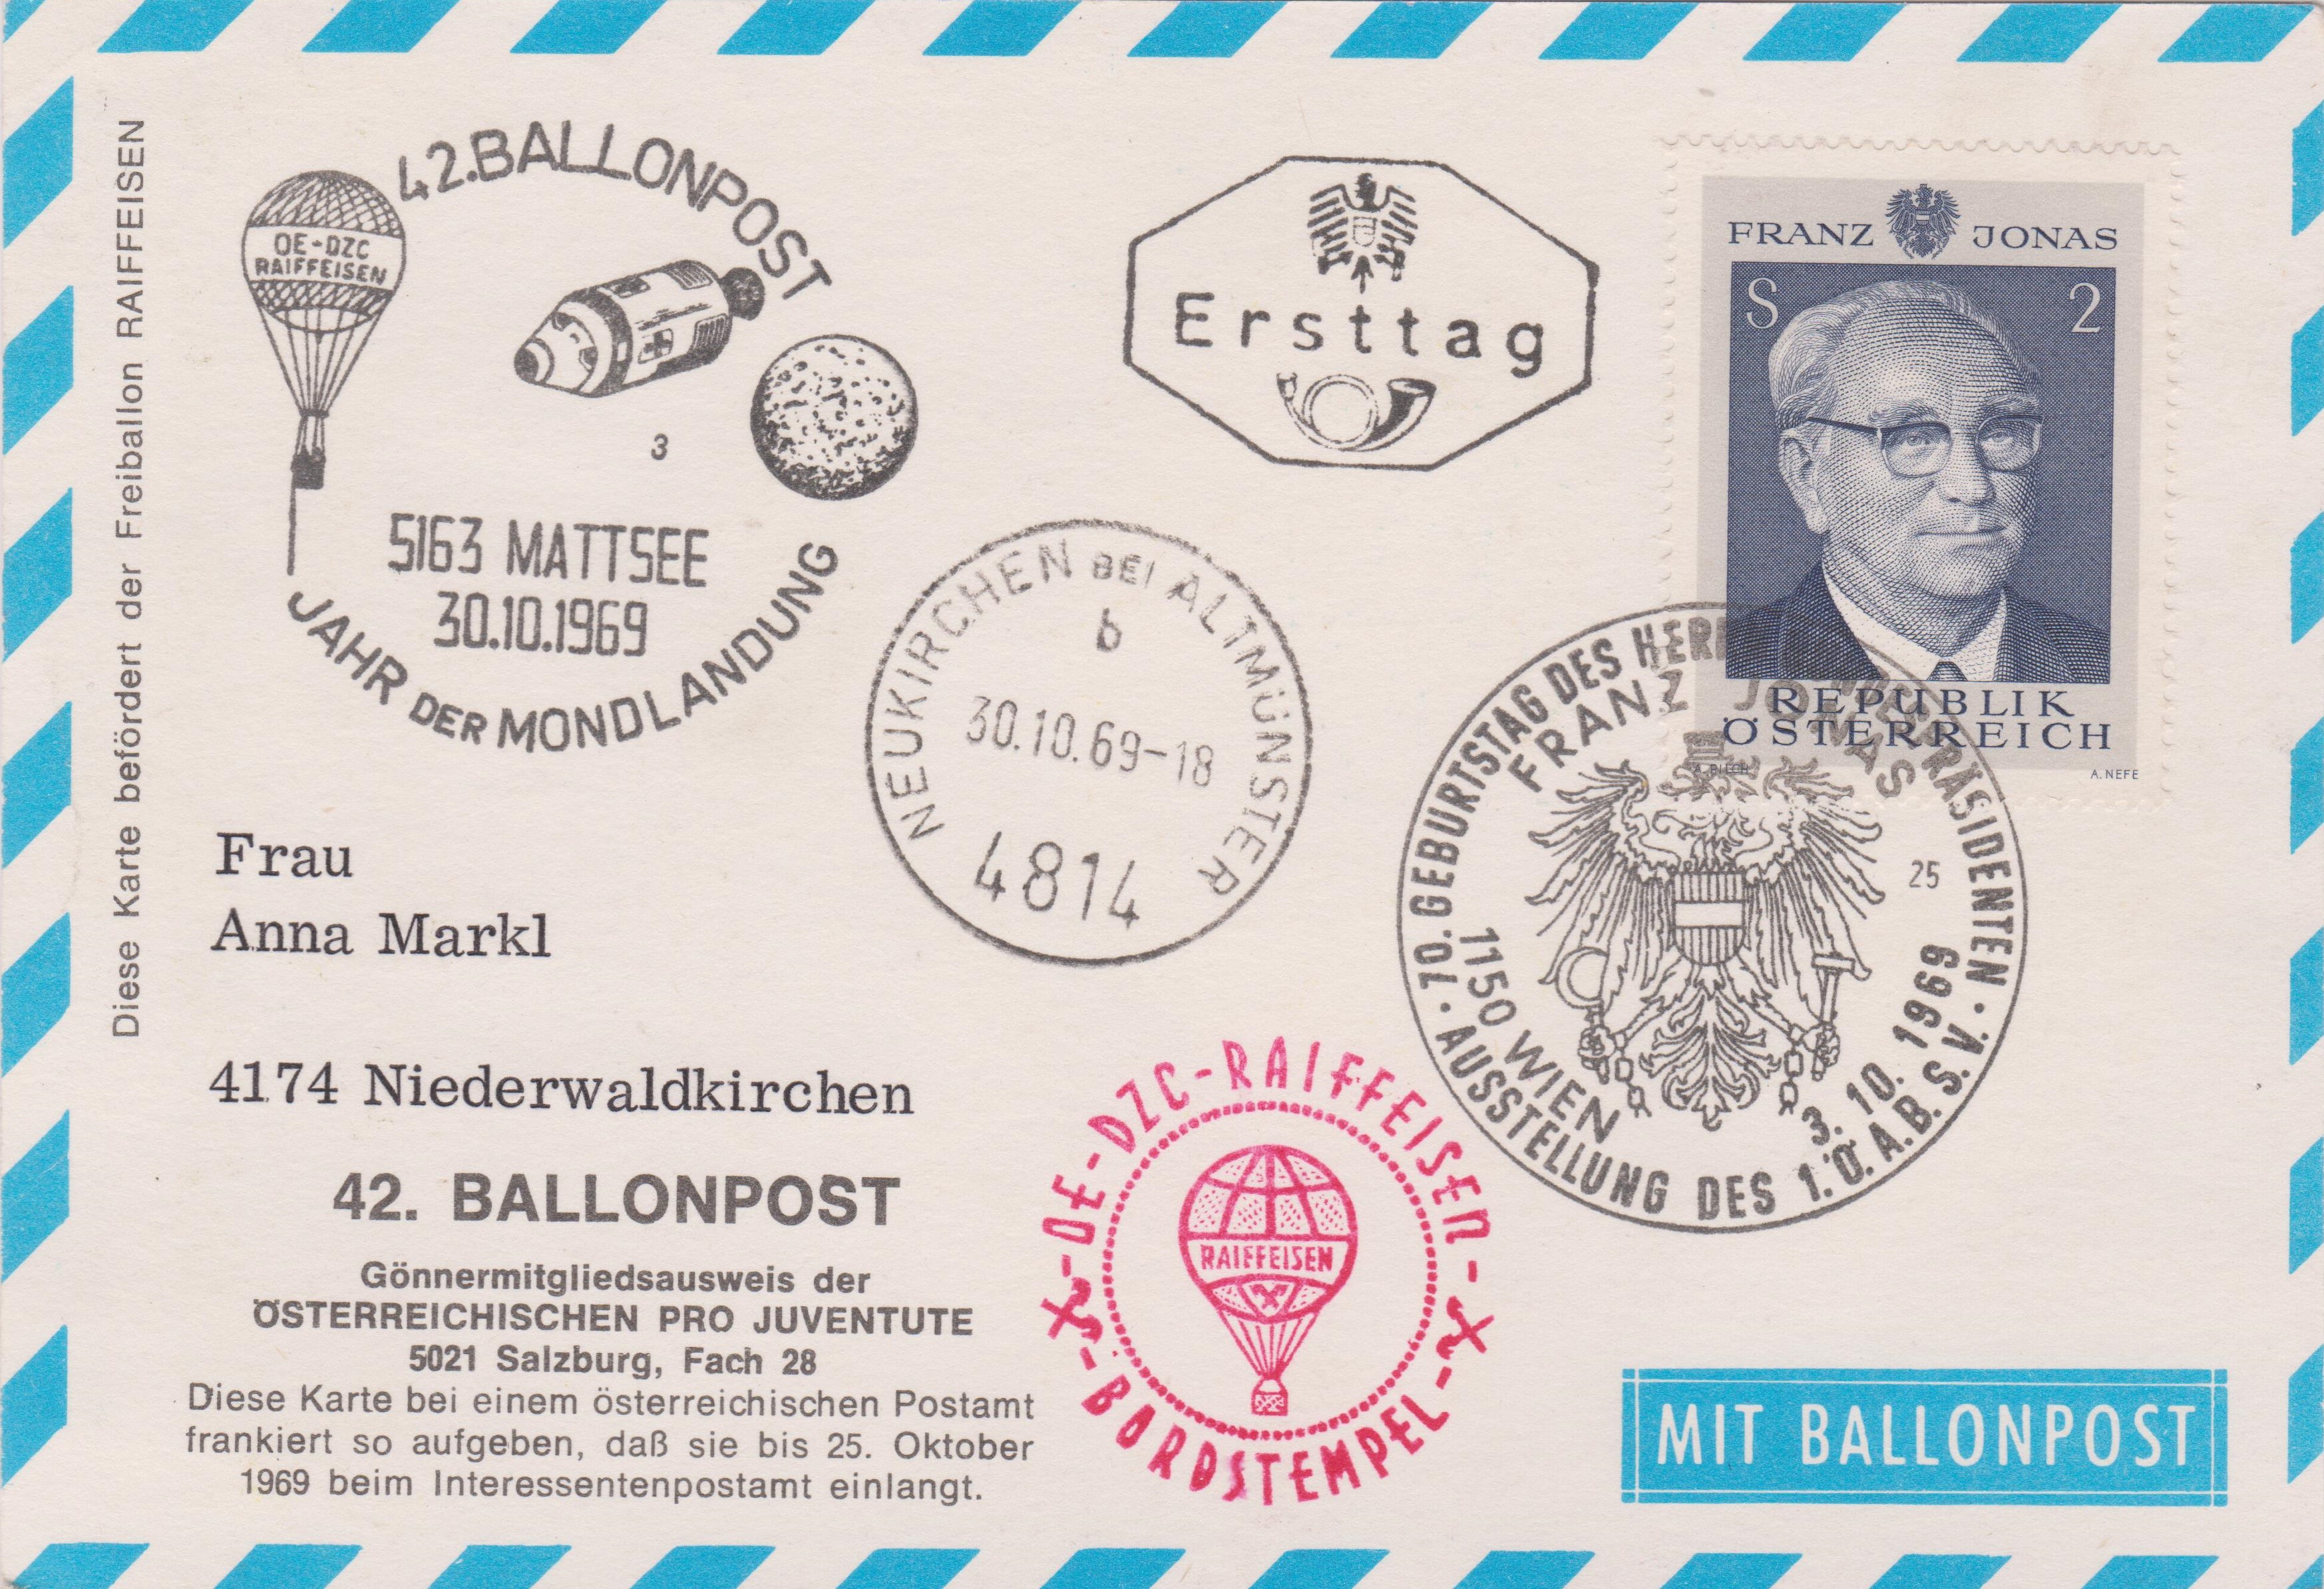 Diese Karte befördert der Freiballon RAIFFEISEN
42. BALLONPOST
OE-DZC
RAIFFEISEN
3
5163 MATTSEE
30.10.1969
JAHR DER MONDLANDUNG
Ersttag
FRANZ JONAS
S 2
REPUBLIK
ÖSTERREICH
A. PILCH
A. NEFE
NEUKIRCHEN BEI ALTMÜNSTER
b
30.10.69-18
4814
· 70. GEBURTSTAG DES HERRN BUNDESPRÄSIDENTEN ·
FRANZ JONAS
25
1150 WIEN
3. 10. 1969
AUSSTELLUNG DES 1. Ö.A.B.S.V.
Frau
Anna Markl
4174 Niederwaldkirchen
42. BALLONPOST
Gönnermitgliedsausweis der
ÖSTERREICHISCHEN PRO JUVENTUTE
5021 Salzburg, Fach 28
Diese Karte bei einem österreichischen Postamt
frankiert so aufgeben, daß sie bis 25. Oktober
1969 beim Interessentenpostamt einlangt.
OE-DZC-RAIFFEISEN
RAIFFEISEN
BORDSTEMPEL
MIT BALLONPOST